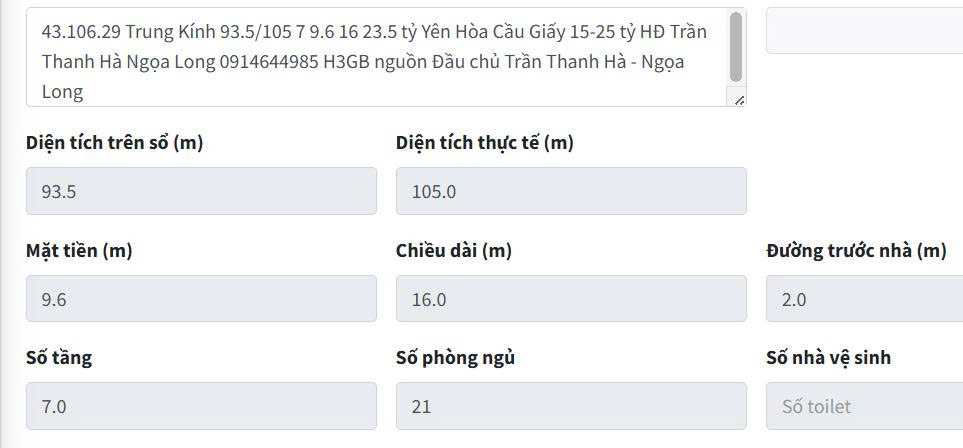 43.106.29 Trung Kính 93.5/105 7 9.6 16 23.5 tỷ Yên Hòa Cầu Giấy 15-25 tỷ HĐ Trần
Thanh Hà Ngọa Long 0914644985 H3GB nguồn Đầu chủ Trần Thanh Hà - Ngọa
Long
Diện tích trên sổ (m) Diện tích thực tế (m)
93.5 105.0
Mặt tiền (m) Chiều dài (m) Đường trước nhà (m)
9.6 16.0 2.0
Số tầng Số phòng ngủ Số nhà vệ sinh
7.0 21 Số toilet